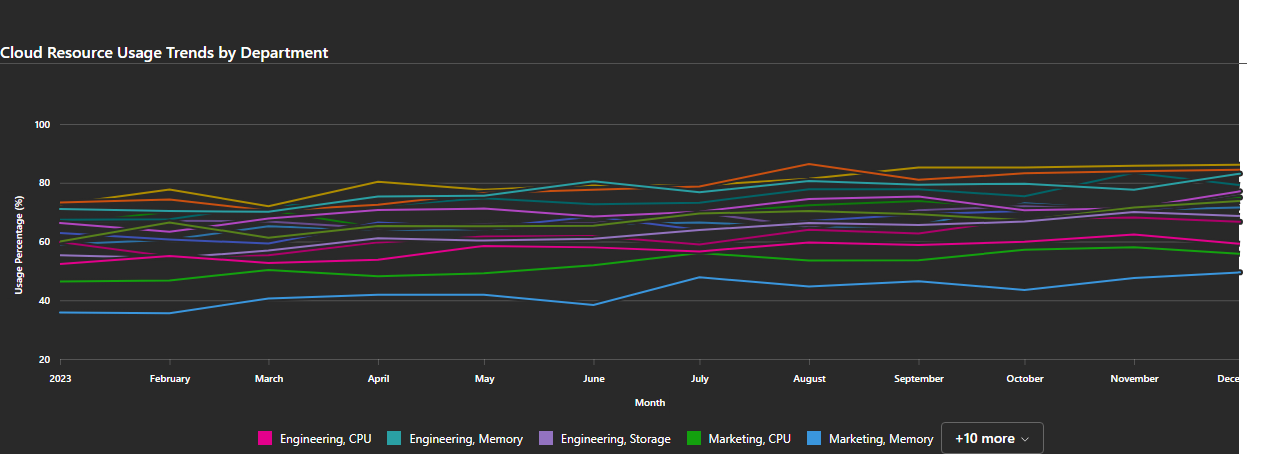 Cloud Resource Usage Trends by Department
100
80
60
40
20
Usage Percentage (%)
2023 February March April May June July August September October November Dece
Month
Engineering, CPU Engineering, Memory Engineering, Storage Marketing, CPU Marketing, Memory +10 more